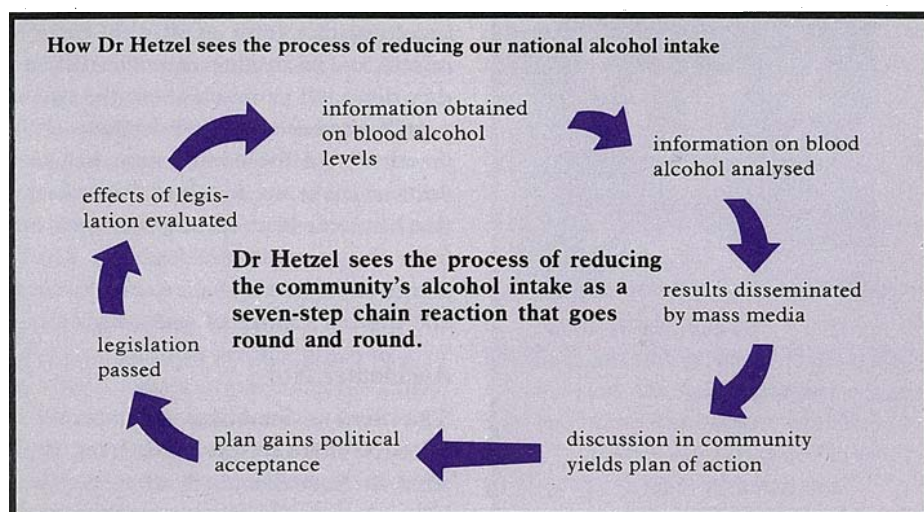 How Dr Hetzel sees the process of reducing our national alcohol intake
information obtained
on blood alcohol
levels
information on blood
alcohol analysed
results disseminated
by mass media
discussion in community
yields plan of action
plan gains political
acceptance
legislation
passed
effects of legis-
lation evaluated
Dr Hetzel sees the process of reducing
the community's alcohol intake as a
seven-step chain reaction that goes
round and round.